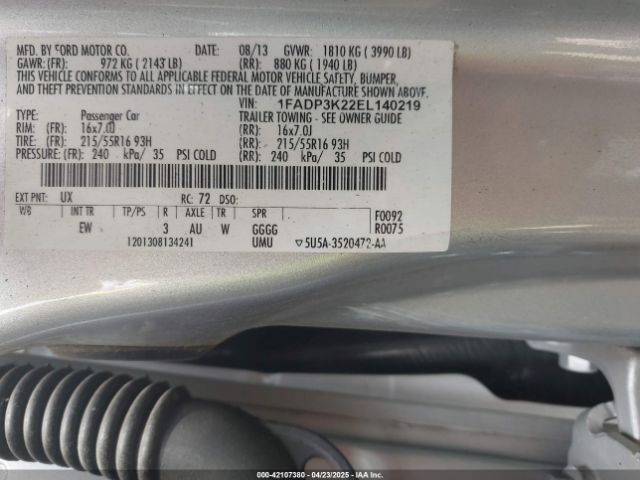 MFD. BY FORD MOTOR CO. DATE: 08/13 GVWR: 1810 KG ( 3990 LB)
GAWR: (FR): 972 KG ( 2143 LB) (RR): 880 KG ( 1940 LB)
THIS VEHICLE CONFORMS TO ALL APPLICABLE FEDERAL MOTOR VEHICLE SAFETY, BUMPER,
AND THEFT PREVENTION STANDARDS IN EFFECT ON THE DATE OF MANUFACTURE SHOWN ABOVE.
VIN: 1FADP3K22EL140219
TYPE: Passenger Car TRAILER TOWING - SEE OWNER GUIDE
RIM: (FR) 16x7.0J (RR): 16x7.0J
TIRE: (FR) 215/55R16 93H (RR): 215/55R16 93H
PRESSURE: (FR) 240 kPa/ 35 PSI COLD (RR): 240 kPa/ 35 PSI COLD
EXT PNT: UX RC: 72 DSO:
WB INT TR TP/PS R AXLE TR SPR F0092
EW 3 AU W GGGG R0075
1201308134241 UMU ▽5U5A-3520472-AA
000-42107380 - 04/23/2025 - IAAI.COM